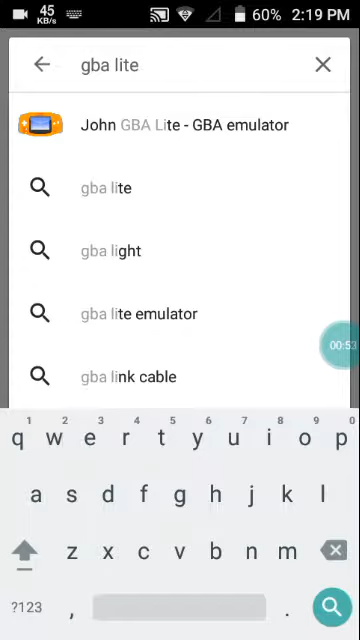 45 KB/s 60% 2:19 PM
gba lite
John GBA Lite - GBA emulator
gba lite
gba light
gba lite emulator
00:53
gba link cable
1 2 3 4 5 6 7 8 9 0
q w e r t y u i o p
a s d f g h j k l
z x c v b n m
?123 , .